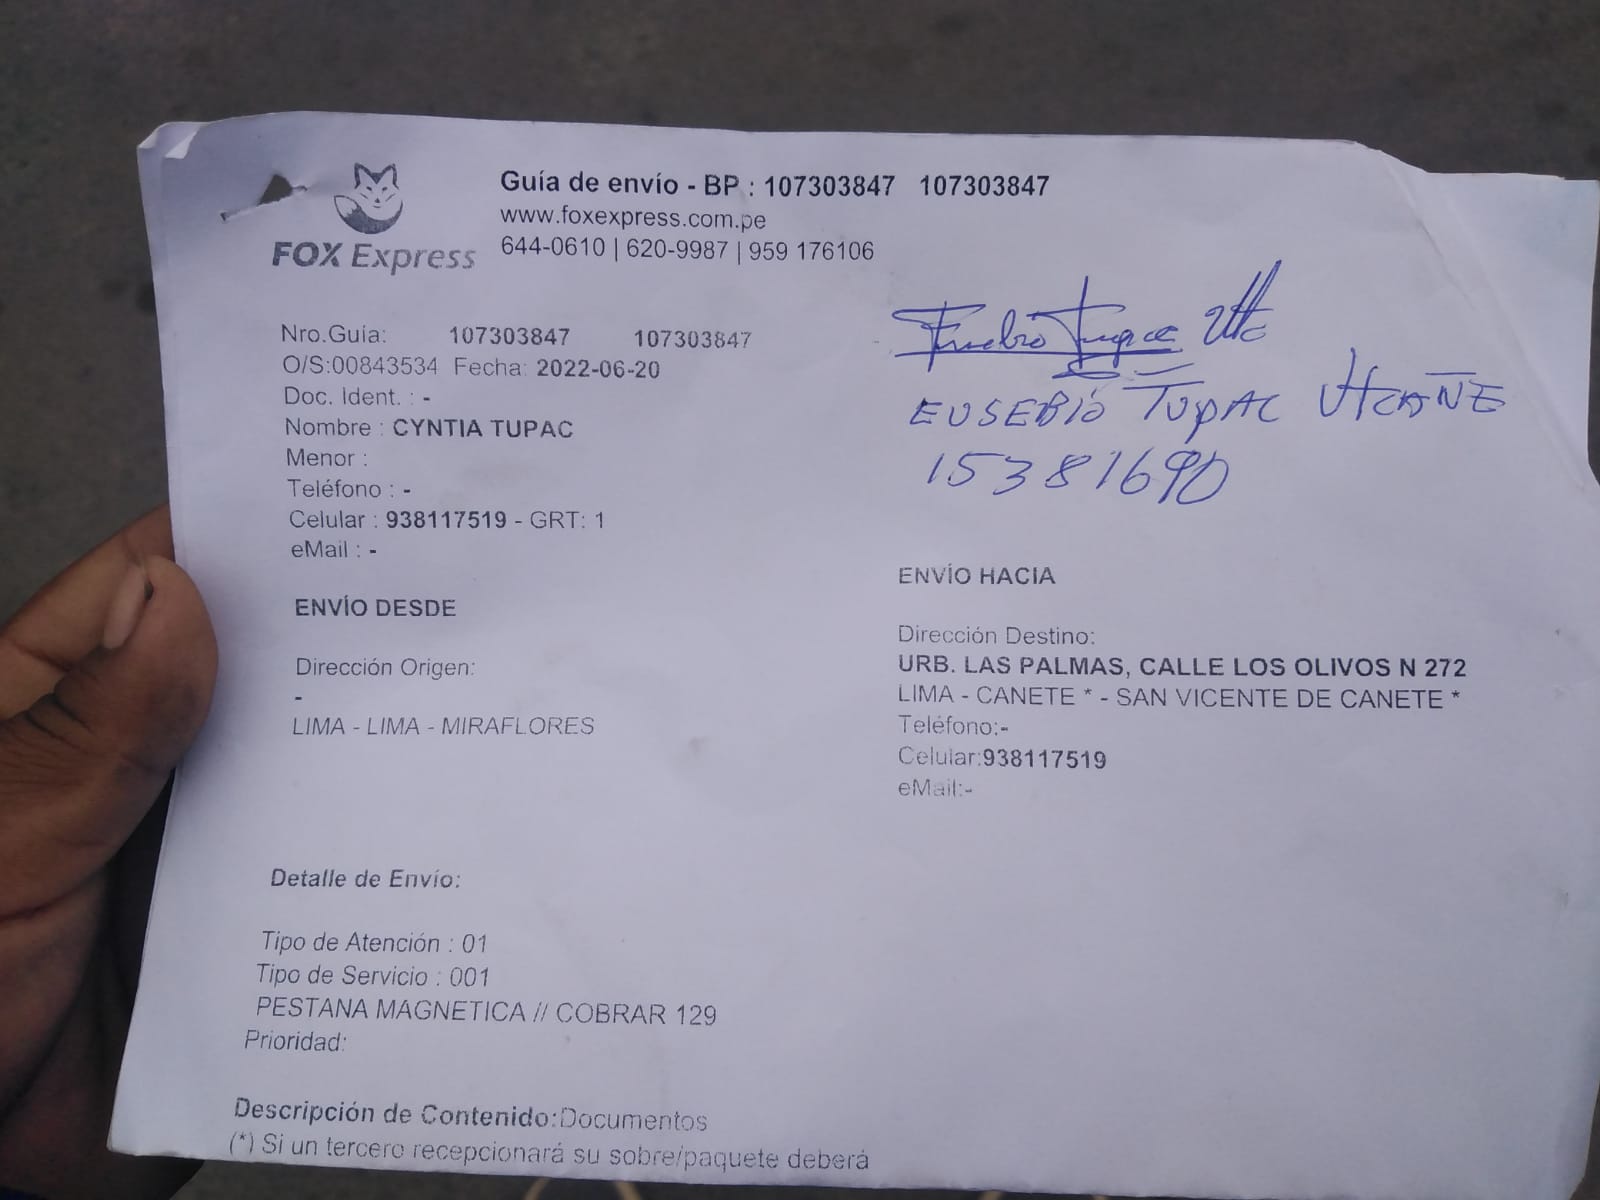 FOX Express
Guía de envío - BP : 107303847 107303847
www.foxexpress.com.pe
644-0610 | 620-9987 | 959 176106
Nro.Guía: 107303847 107303847
O/S:00843534 Fecha: 2022-06-20
Doc. Ident. : -
Nombre : CYNTIA TUPAC
Menor :
Teléfono : -
Celular : 938117519 - GRT: 1
eMail : -
Tupac
EUSEBIO TUPAC
15381690
ENVÍO DESDE
Dirección Origen:
-
LIMA - LIMA - MIRAFLORES
ENVÍO HACIA
Dirección Destino:
URB. LAS PALMAS, CALLE LOS OLIVOS N 272
LIMA - CANETE * - SAN VICENTE DE CANETE *
Teléfono:-
Celular:938117519
eMail:-
Detalle de Envío:
Tipo de Atención : 01
Tipo de Servicio : 001
PESTANA MAGNETICA // COBRAR 129
Prioridad:
Descripción de Contenido:Documentos
(*) Si un tercero recepcionará su sobre/paquete deberá